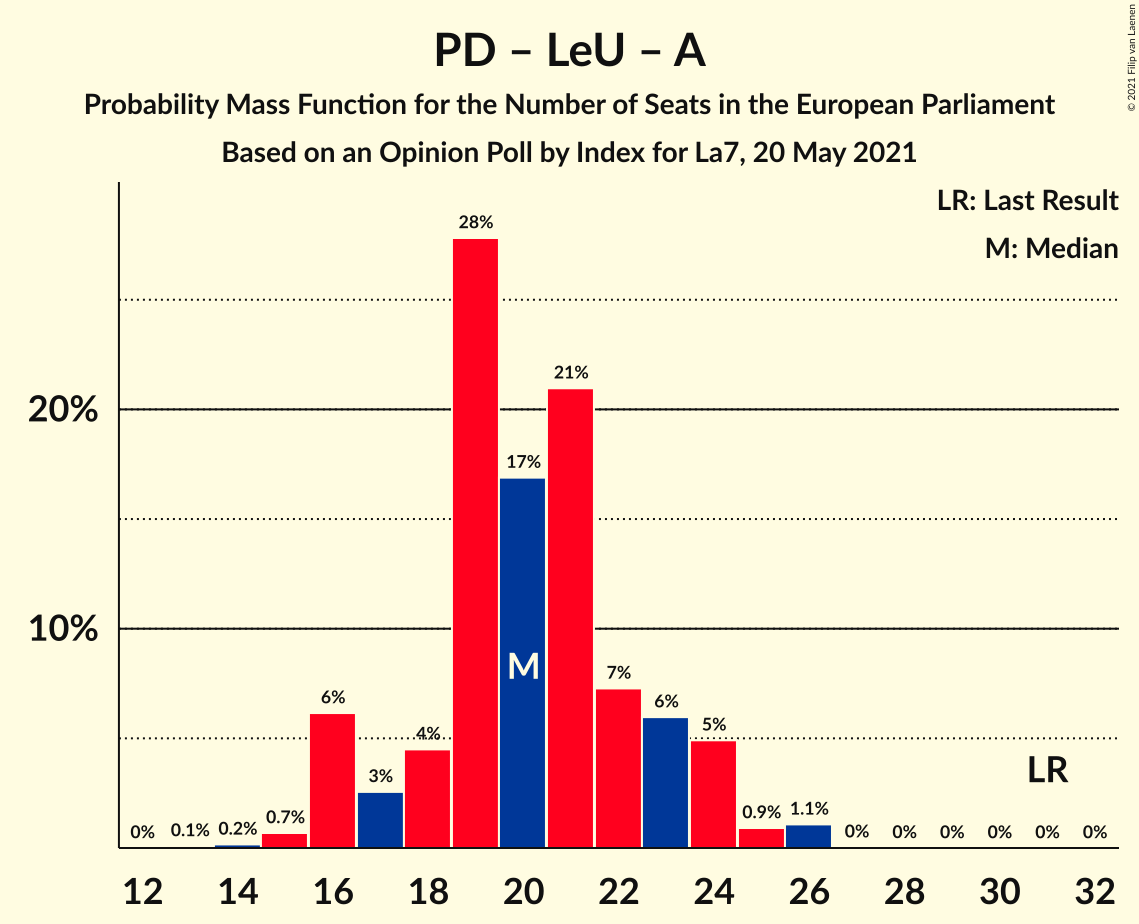 PD – LeU – A
Probability Mass Function for the Number of Seats in the European Parliament
Based on an Opinion Poll by Index for La7, 20 May 2021
© 2021 Filip van Laenen
LR: Last Result
M: Median
20%
10%
0% 0.1% 0.2% 0.7% 6% 3% 4% 28% 17% 21% 7% 6% 5% 0.9% 1.1% 0% 0% 0% 0% 0% 0%
M
LR
12 14 16 18 20 22 24 26 28 30 32